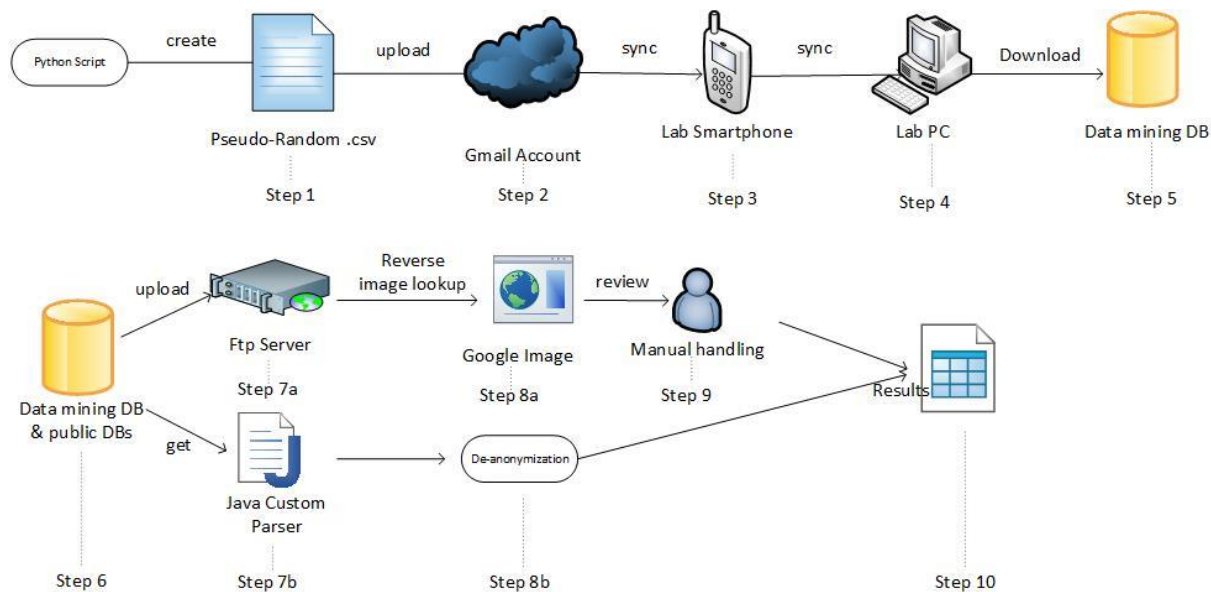 Python Script
create
Pseudo-Random .csv
Step 1
upload
Gmail Account
Step 2
sync
Lab Smartphone
Step 3
sync
Lab PC
Step 4
Download
Data mining DB
Step 5
Data mining DB
& public DBs
Step 6
upload
Ftp Server
Step 7a
Reverse
image lookup
Google Image
Step 8a
review
Manual handling
Step 9
get
Java Custom
Parser
Step 7b
De-anonymization
Step 8b
Results
Step 10